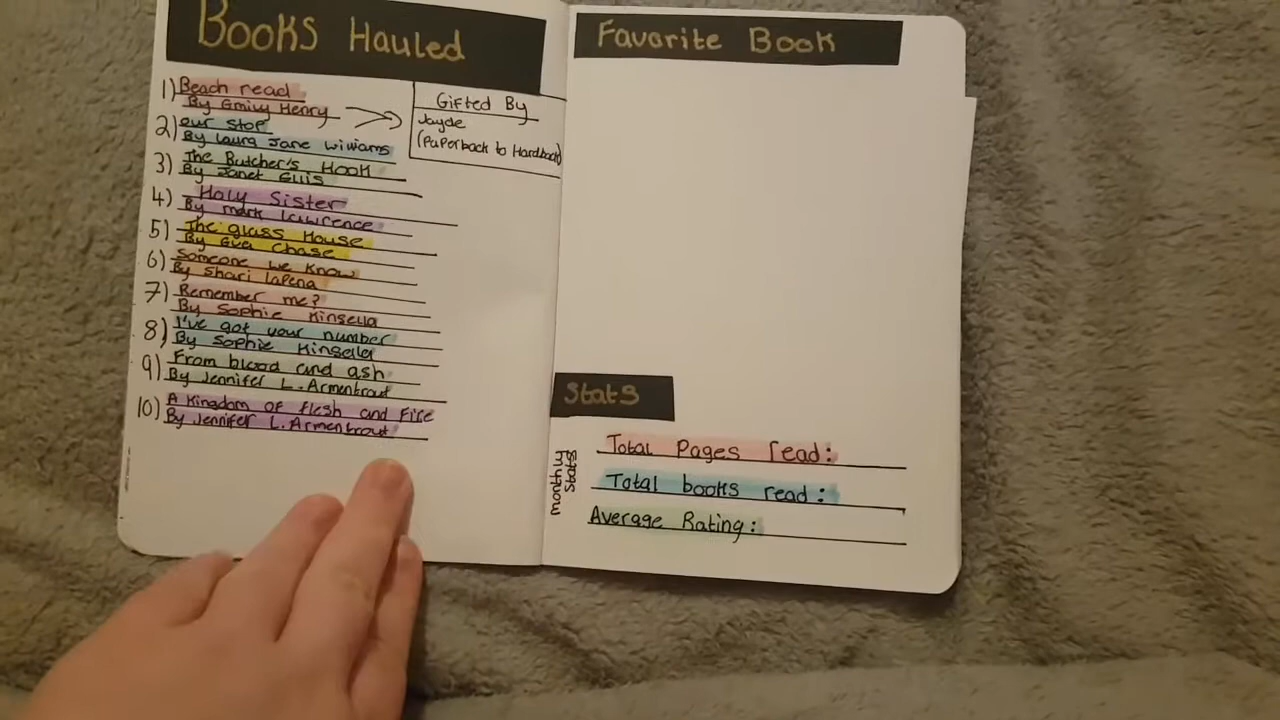 Books Hauled
1) Beach read
By Emily Henry
2) our stop
By Laura Jane Williams
3) The Butcher's Hook
By Janet Ellis
4) Holy Sister
By mark Lawrence
5) The glass House
By Eve Chase
6) Someone we know
By Shari Lapena
7) Remember me?
By Sophie Kinsella
8) I've got your number
By Sophie Kinsella
9) From blood and ash
By Jennifer L. Armentrout
10) A Kingdom of flesh and Fire
By Jennifer L. Armentrout
Gifted By
Jayde
(Paperback to Hardback)
Favorite Book
Stats
month stats
Total Pages read:
Total books read:
Average Rating: